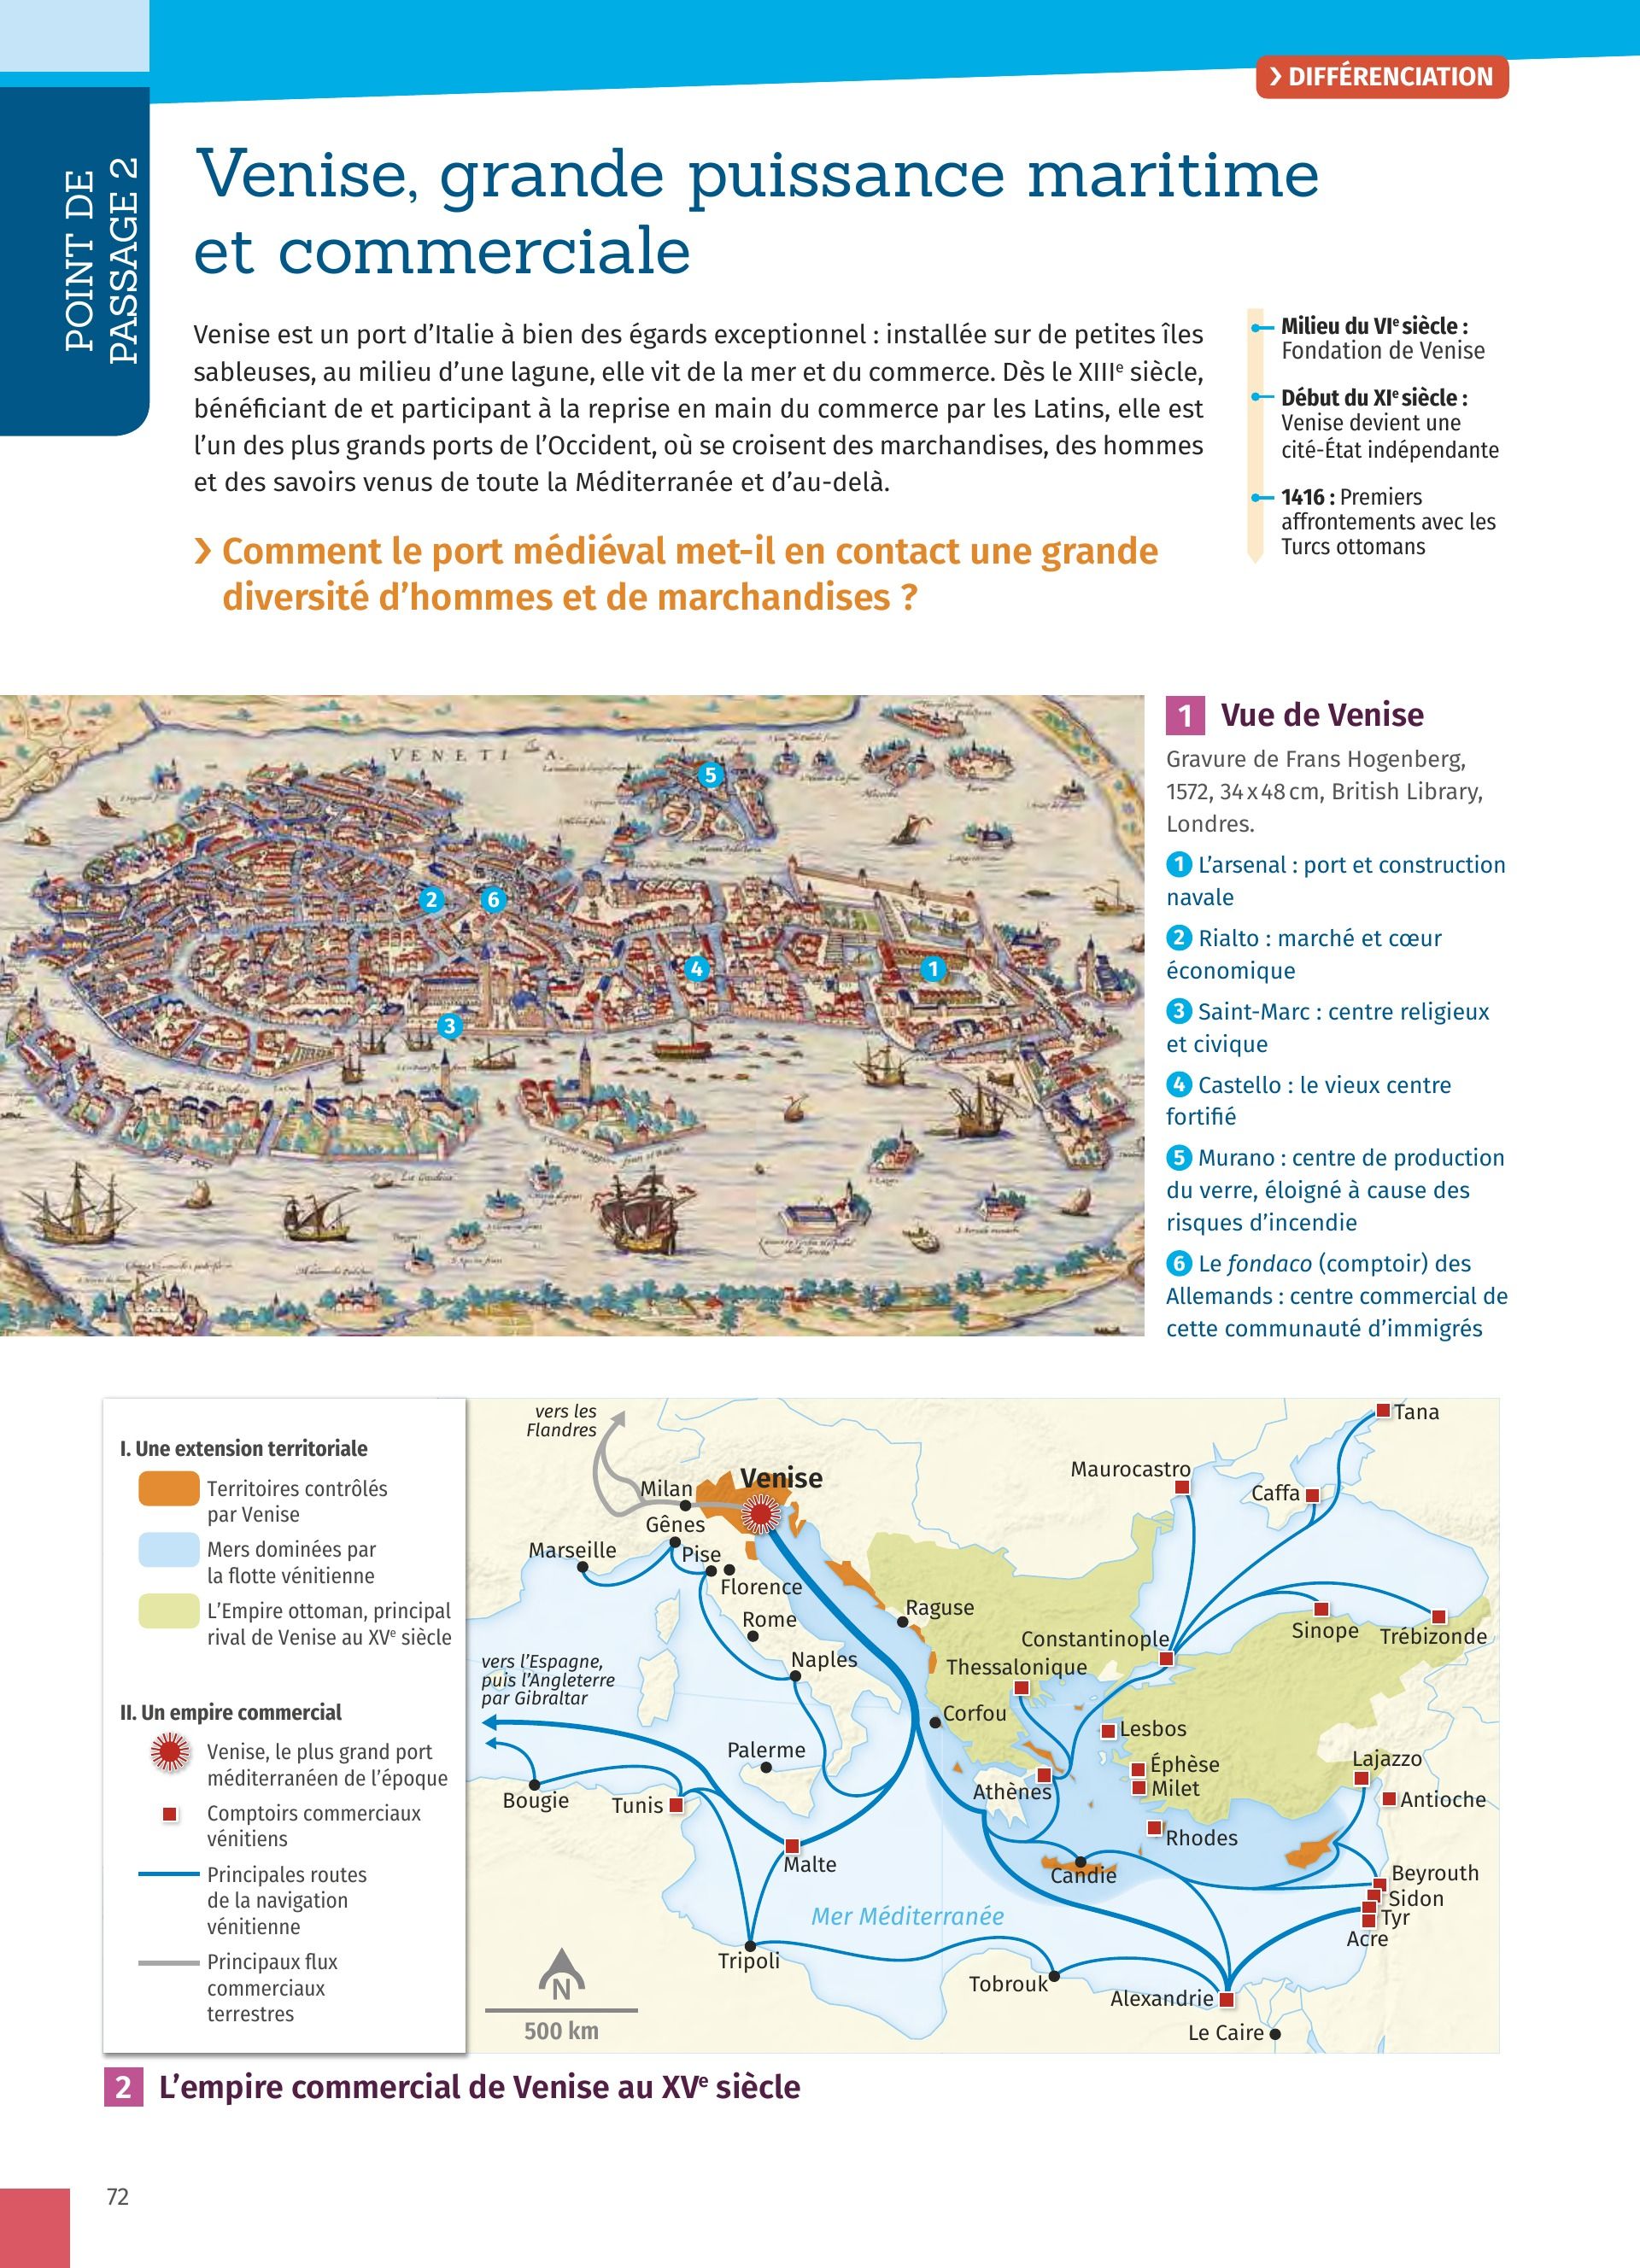 DIFFÉRENCIATION
POINT DE
PASSAGE 2
Venise, grande puissance maritime
et commerciale
Venise est un port d’Italie à bien des égards exceptionnel : installée sur de petites îles
sableuses, au milieu d’une lagune, elle vit de la mer et du commerce. Dès le XIIIe siècle,
bénéficiant de et participant à la reprise en main du commerce par les Latins, elle est
l’un des plus grands ports de l’Occident, où se croisent des marchandises, des hommes
et des savoirs venus de toute la Méditerranée et d’au-delà.
Comment le port médiéval met-il en contact une grande
diversité d’hommes et de marchandises ?
Milieu du VIe siècle :
Fondation de Venise
Début du XIe siècle :
Venise devient une
cité-État indépendante
1416 : Premiers
affrontements avec les
Turcs ottomans
VENETIA.
5
2
6
4
1
3
1 Vue de Venise
Gravure de Frans Hogenberg,
1572, 34 x 48 cm, British Library,
Londres.
1 L’arsenal : port et construction
navale
2 Rialto : marché et cœur
économique
3 Saint-Marc : centre religieux
et civique
4 Castello : le vieux centre
fortifié
5 Murano : centre de production
du verre, éloigné à cause des
risques d’incendie
6 Le fondaco (comptoir) des
Allemands : centre commercial de
cette communauté d’immigrés
I. Une extension territoriale
Territoires contrôlés
par Venise
Mers dominées par
la flotte vénitienne
L’Empire ottoman, principal
rival de Venise au XVe siècle
II. Un empire commercial
Venise, le plus grand port
méditerranéen de l’époque
Comptoirs commerciaux
vénitiens
Principales routes
de la navigation
vénitienne
Principaux flux
commerciaux
terrestres
vers les
Flandres
Tana
Maurocastro
Venise
Milan
Caffa
Gênes
Marseille
Pise
Florence
Raguse
Rome
Sinope
Trébizonde
Constantinople
vers l’Espagne,
puis l’Angleterre
par Gibraltar
Naples
Thessalonique
Corfou
Lesbos
Palerme
Éphèse
Lajazzo
Milet
Athènes
Bougie
Tunis
Antioche
Rhodes
Malte
Candie
Beyrouth
Sidon
Tyr
Acre
Mer Méditerranée
Tripoli
Tobrouk
Alexandrie
Le Caire
N
500 km
2 L’empire commercial de Venise au XVe siècle
72